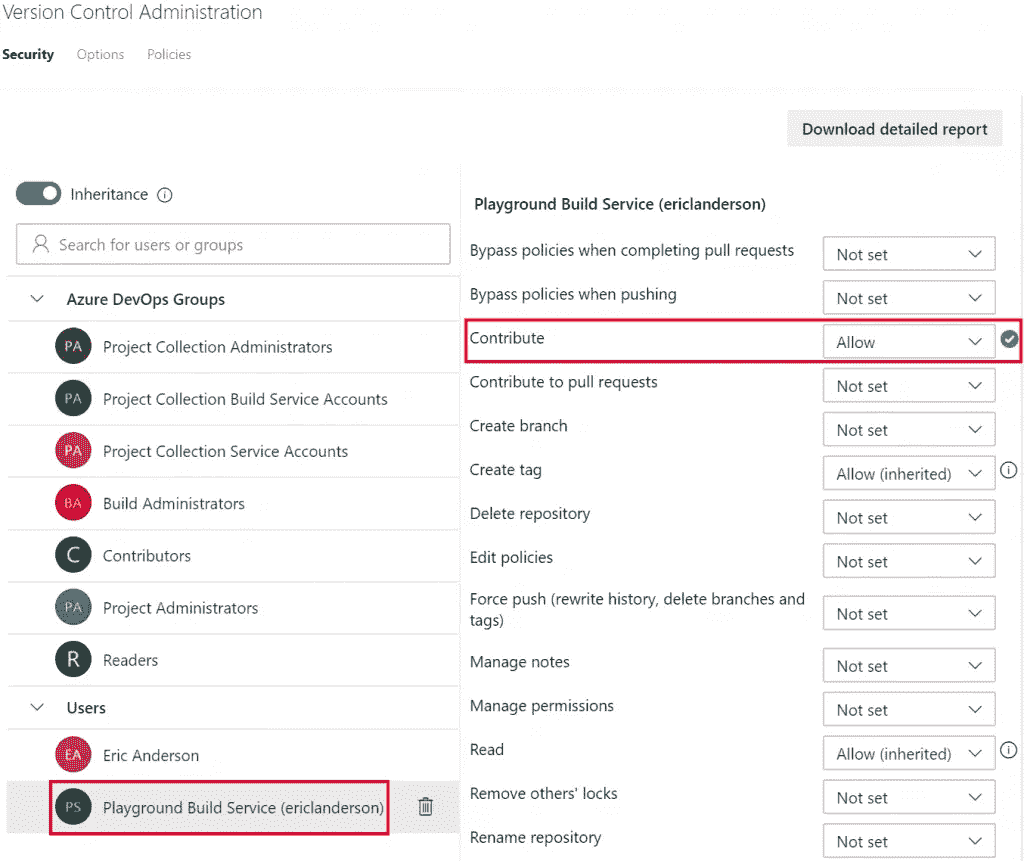 Version Control Administration
Security Options Policies
Download detailed report
Inheritance
Search for users or groups
Azure DevOps Groups
PA Project Collection Administrators
PA Project Collection Build Service Accounts
PA Project Collection Service Accounts
BA Build Administrators
C Contributors
PA Project Administrators
R Readers
Users
EA Eric Anderson
PS Playground Build Service (ericlanderson)
Playground Build Service (ericlanderson)
Bypass policies when completing pull requests Not set
Bypass policies when pushing Not set
Contribute Allow
Contribute to pull requests Not set
Create branch Not set
Create tag Allow (inherited)
Delete repository Not set
Edit policies Not set
Force push (rewrite history, delete branches and
tags) Not set
Manage notes Not set
Manage permissions Not set
Read Allow (inherited)
Remove others' locks Not set
Rename repository Not set